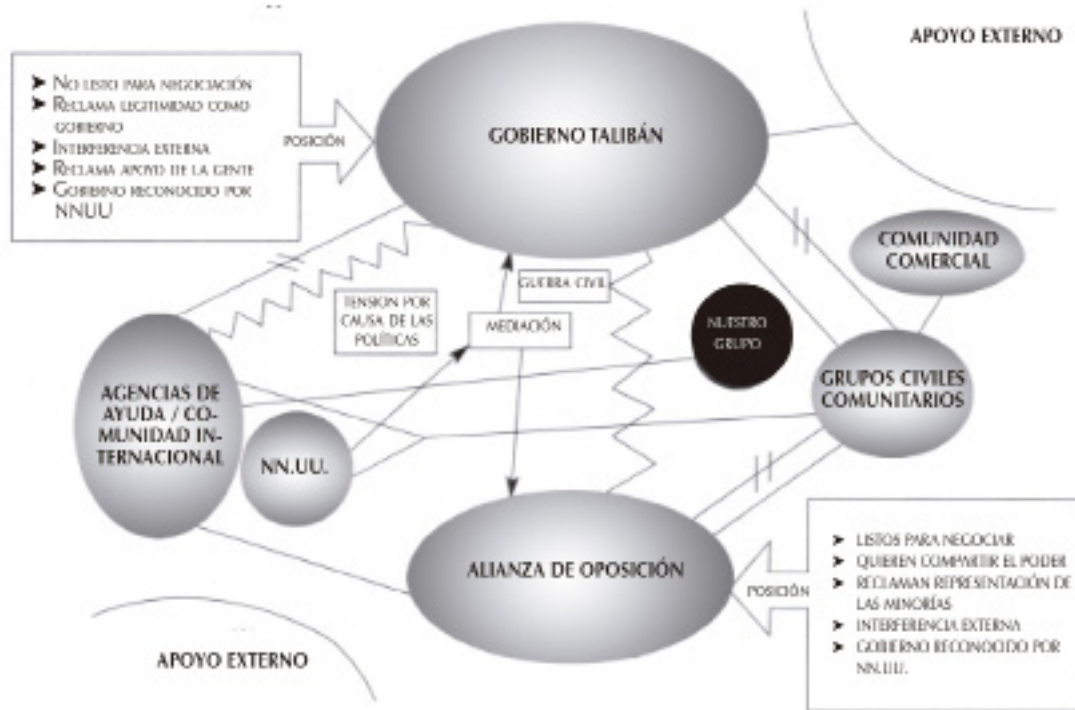 APOYO EXTERNO
➤ NO LISTO PARA NEGOCIACIÓN
➤ RECLAMA LEGITIMIDAD COMO
GOBIERNO
➤ INTERFERENCIA EXTERNA
➤ RECLAMA APOYO DE LA GENTE
➤ GOBIERNO RECONOCIDO POR
NNUU
POSICIÓN
GOBIERNO TALIBÁN
COMUNIDAD
COMERCIAL
GUERRA CIVIL
TENSION POR
CAUSA DE LAS
POLÍTICAS
MEDIACIÓN
NUESTRO
GRUPO
GRUPOS CIVILES
COMUNITARIOS
AGENCIAS DE
AYUDA / CO-
MUNIDAD IN-
TERNACIONAL
NN.UU.
ALIANZA DE OPOSICIÓN
POSICIÓN
➤ LISTOS PARA NEGOCIAR
➤ QUIEREN COMPARTIR EL PODER
➤ RECLAMAN REPRESENTACIÓN DE
LAS MINORÍAS
➤ INTERFERENCIA EXTERNA
➤ GOBIERNO RECONOCIDO POR
NN.UU.
APOYO EXTERNO